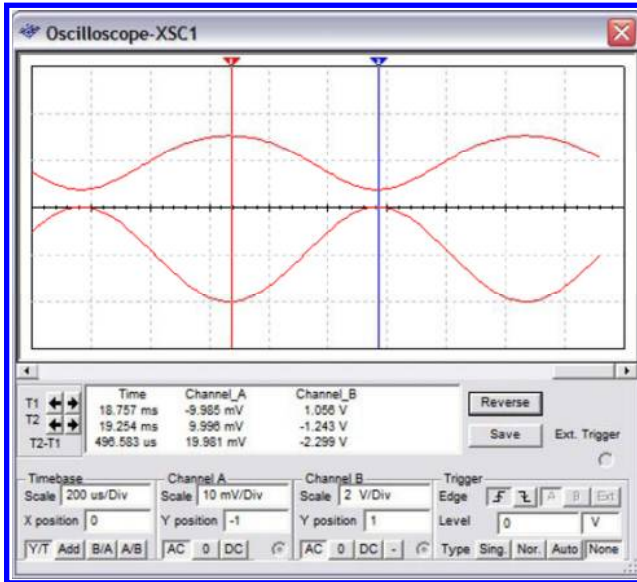 Oscilloscope-XSC1
Time Channel_A Channel_B
T1 18.757 ms -9.985 mV 1.056 V
T2 19.254 ms 9.996 mV -1.243 V
T2-T1 496.583 us 19.981 mV -2.299 V
Reverse
Save
Ext. Trigger
Timebase
Scale 200 us/Div
X position 0
Y/T Add B/A A/B
Channel A
Scale 10 mV/Div
Y position -1
AC 0 DC
Channel B
Scale 2 V/Div
Y position 1
AC 0 DC -
Trigger
Edge A B Ext
Level 0 V
Type Sing. Nor. Auto None